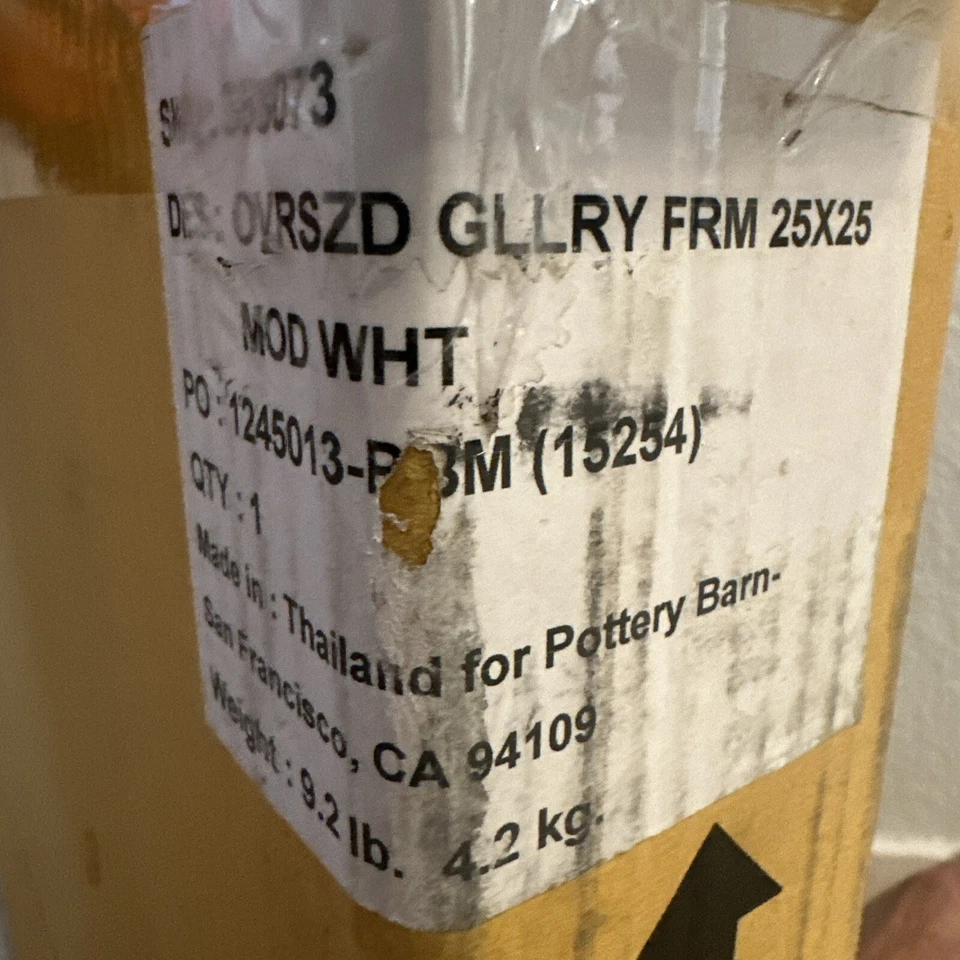 DES: OVRSZD GLLRY FRM 25X25
MOD WHT
PO : 1245013- (15254)
QTY : 1
Made in : Thailand for Pottery Barn-
San Francisco, CA 94109
Weight : 9.2 lb. 4.2 kg.